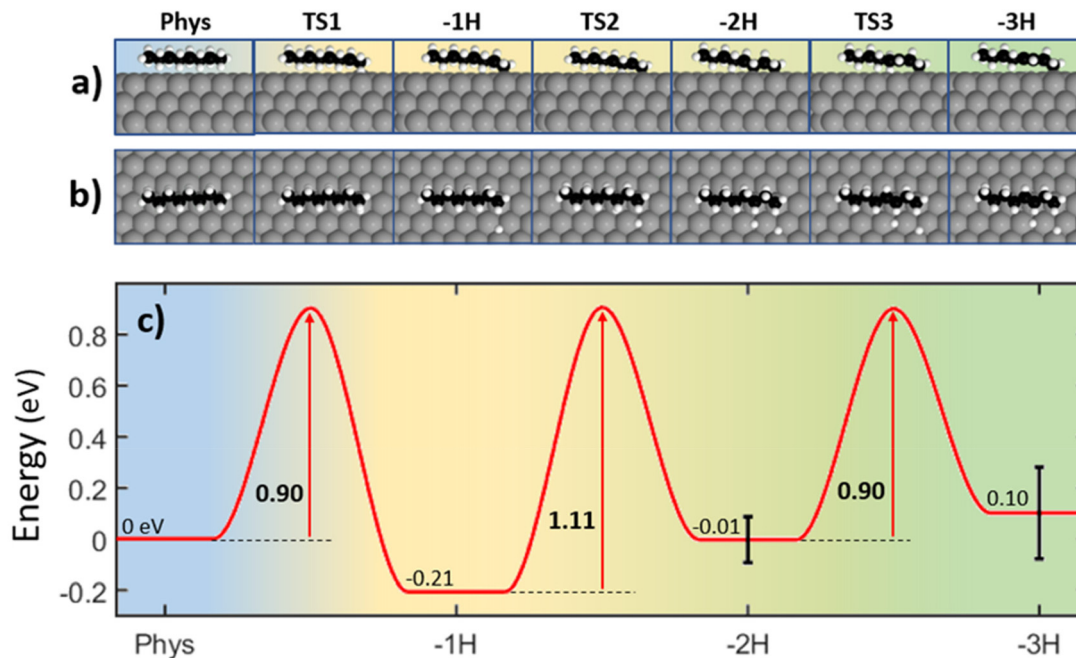 Phys TS1 -1H TS2 -2H TS3 -3H
a)
b)
c)
Energy (eV)
0.8
0.6
0.4
0.2
0
-0.2
0 eV
0.90
-0.21
1.11
-0.01
0.90
0.10
Phys -1H -2H -3H